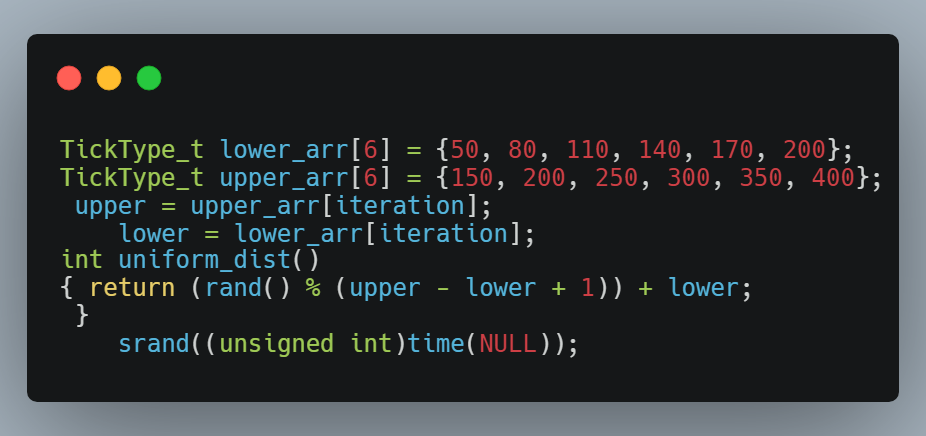 TickType_t lower_arr[6] = {50, 80, 110, 140, 170, 200};
TickType_t upper_arr[6] = {150, 200, 250, 300, 350, 400};
 upper = upper_arr[iteration];
    lower = lower_arr[iteration];
int uniform_dist()
{ return (rand() % (upper - lower + 1)) + lower;
 }
    srand((unsigned int)time(NULL));